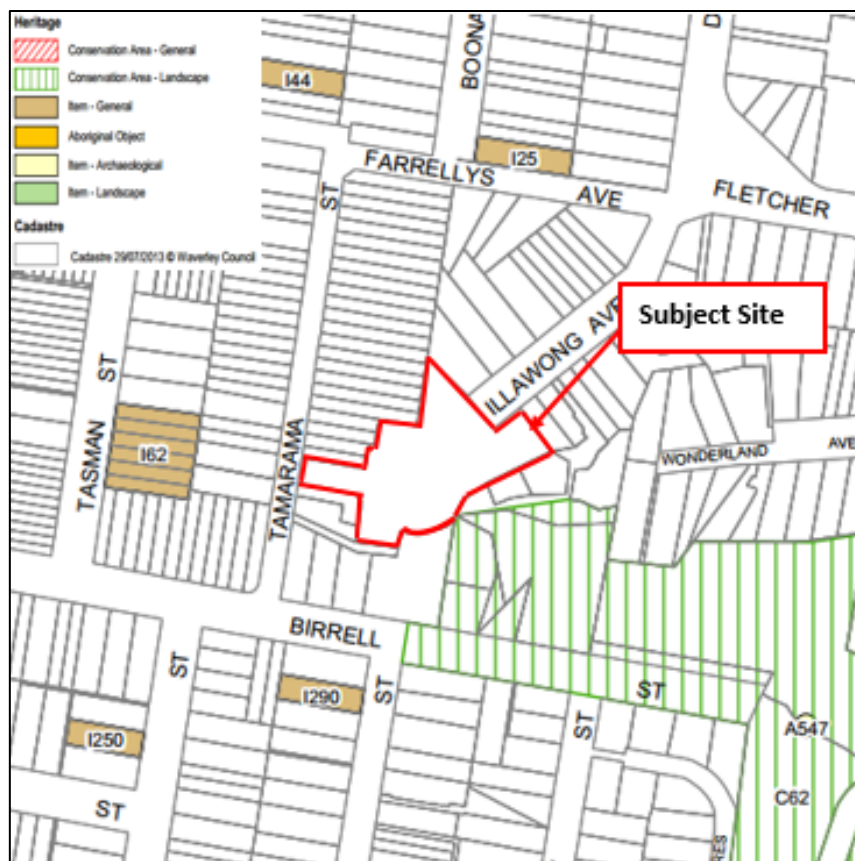 Heritage
Conservation Area - General
Conservation Area - Landscape
Item - General
Aboriginal Object
Item - Archaeological
Item - Landscape
Cadastre
Cadastre 29/07/2013 © Waverley Council
I44
BOONA
D
I25
FARRELLYS AVE
FLETCHER
ST
Subject Site
ILLAWONG AVE
ST
TASMAN
I62
TAMARAMA
WONDERLAND AVE
BIRRELL ST
ST
ST
ST
I290
I250
ST
A547
C62
RES